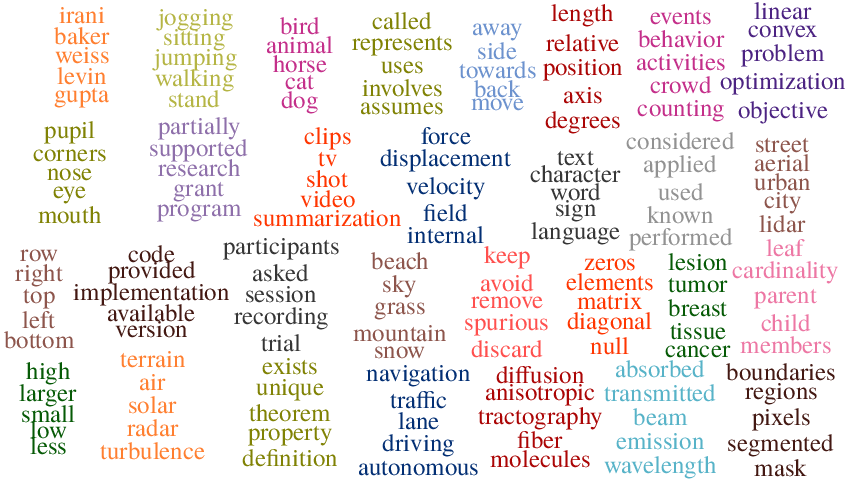 irani
baker
weiss
levin
gupta
jogging
sitting
jumping
walking
stand
bird
animal
horse
cat
dog
called
represents
uses
involves
assumes
away
side
towards
back
move
length
relative
position
axis
degrees
events
behavior
activities
crowd
counting
linear
convex
problem
optimization
objective
pupil
corners
nose
eye
mouth
partially
supported
research
grant
program
clips
tv
shot
video
summarization
force
displacement
velocity
field
internal
text
character
word
sign
language
considered
applied
used
known
performed
street
aerial
urban
city
lidar
row
right
top
left
bottom
code
provided
implementation
available
version
participants
asked
session
recording
trial
beach
sky
grass
mountain
snow
keep
avoid
remove
spurious
discard
zeros
elements
matrix
diagonal
null
lesion
tumor
breast
tissue
cancer
leaf
cardinality
parent
child
members
high
larger
small
low
less
terrain
air
solar
radar
turbulence
exists
unique
theorem
property
definition
navigation
traffic
lane
driving
autonomous
diffusion
anisotropic
tractography
fiber
molecules
absorbed
transmitted
beam
emission
wavelength
boundaries
regions
pixels
segmented
mask